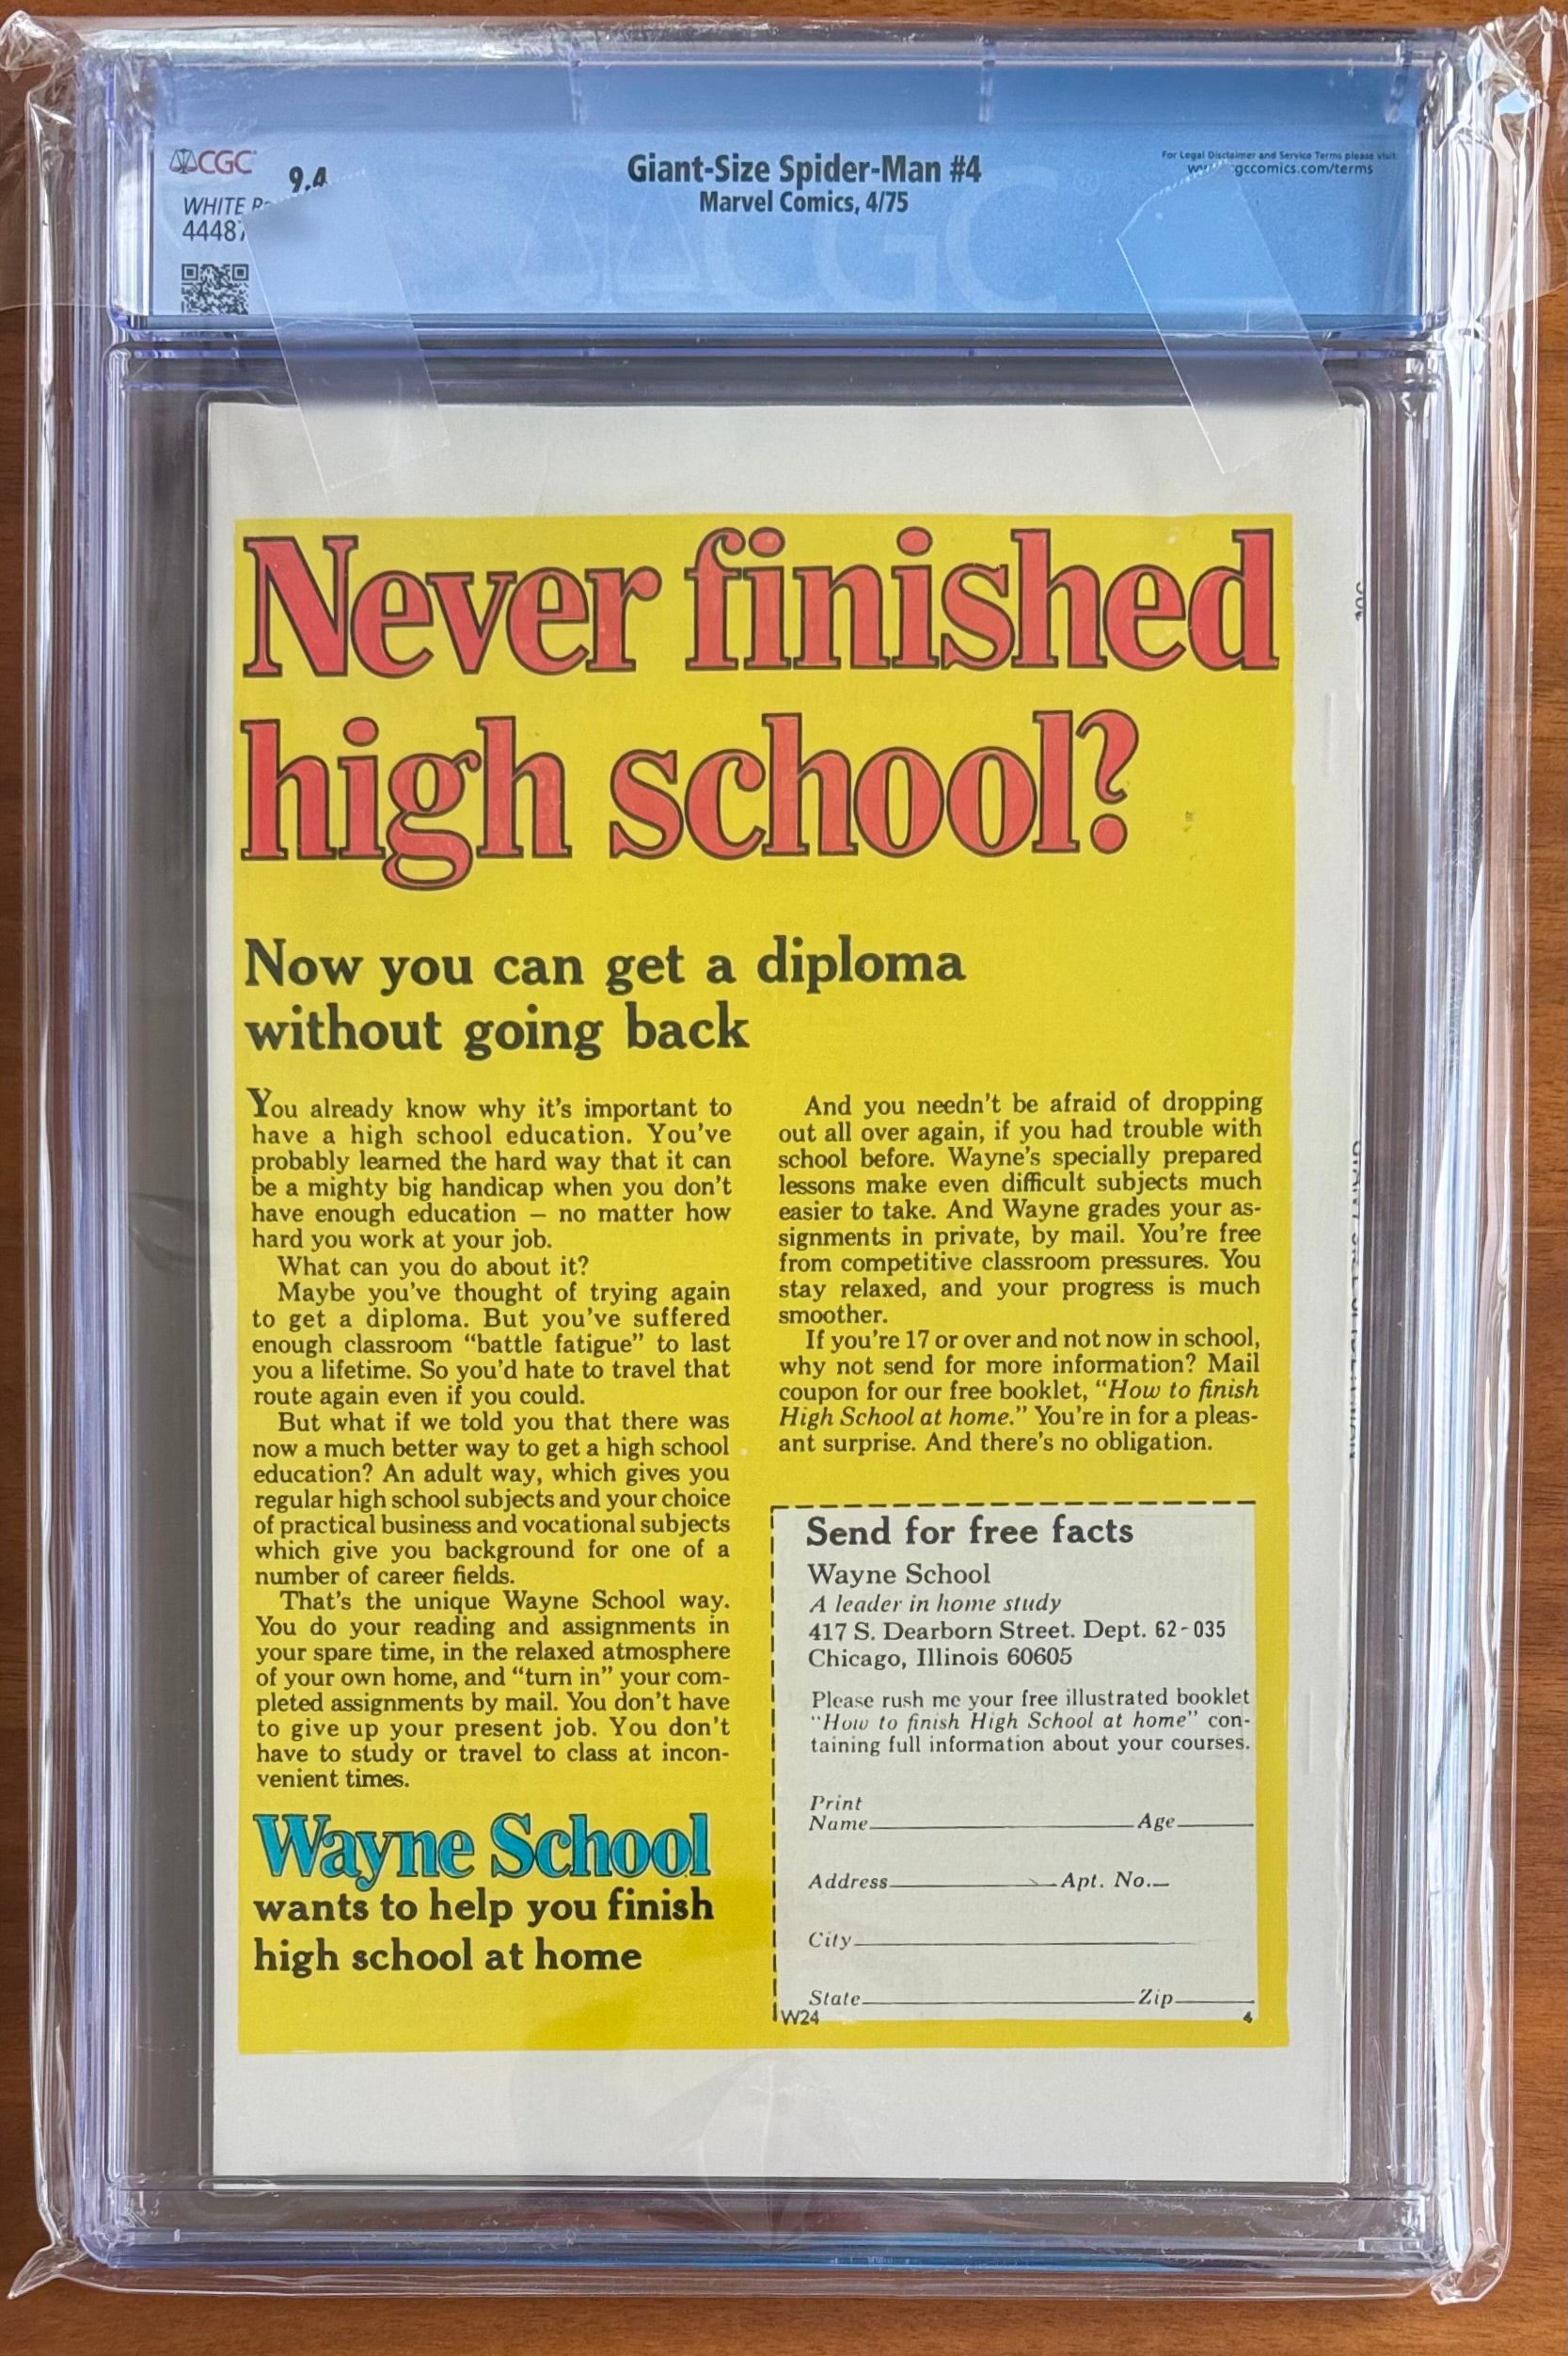 CGC
9.4
WHITE
44487
Giant-Size Spider-Man #4
Marvel Comics, 4/75
For Legal Disclaimer and Service Terms please visit:
gccomics.com/terms
CGC
Never finished
high school?
Now you can get a diploma
without going back
You already know why it's important to
have a high school education. You've
probably learned the hard way that it can
be a mighty big handicap when you don't
have enough education — no matter how
hard you work at your job.
What can you do about it?
Maybe you've thought of trying again
to get a diploma. But you've suffered
enough classroom “battle fatigue” to last
you a lifetime. So you'd hate to travel that
route again even if you could.
But what if we told you that there was
now a much better way to get a high school
education? An adult way, which gives you
regular high school subjects and your choice
of practical business and vocational subjects
which give you background for one of a
number of career fields.
That's the unique Wayne School way.
You do your reading and assignments in
your spare time, in the relaxed atmosphere
of your own home, and “turn in” your com-
pleted assignments by mail. You don't have
to give up your present job. You don't
have to study or travel to class at incon-
venient times.
Wayne School
wants to help you finish
high school at home
And you needn't be afraid of dropping
out all over again, if you had trouble with
school before. Wayne's specially prepared
lessons make even difficult subjects much
easier to take. And Wayne grades your as-
signments in private, by mail. You're free
from competitive classroom pressures. You
stay relaxed, and your progress is much
smoother.
If you're 17 or over and not now in school,
why not send for more information? Mail
coupon for our free booklet, “How to finish
High School at home.” You're in for a pleas-
ant surprise. And there's no obligation.
Send for free facts
Wayne School
A leader in home study
417 S. Dearborn Street. Dept. 62-035
Chicago, Illinois 60605
Please rush me your free illustrated booklet
“How to finish High School at home” con-
taining full information about your courses.
Print
Name Age
Address Apt. No.
City
State Zip
W24 4